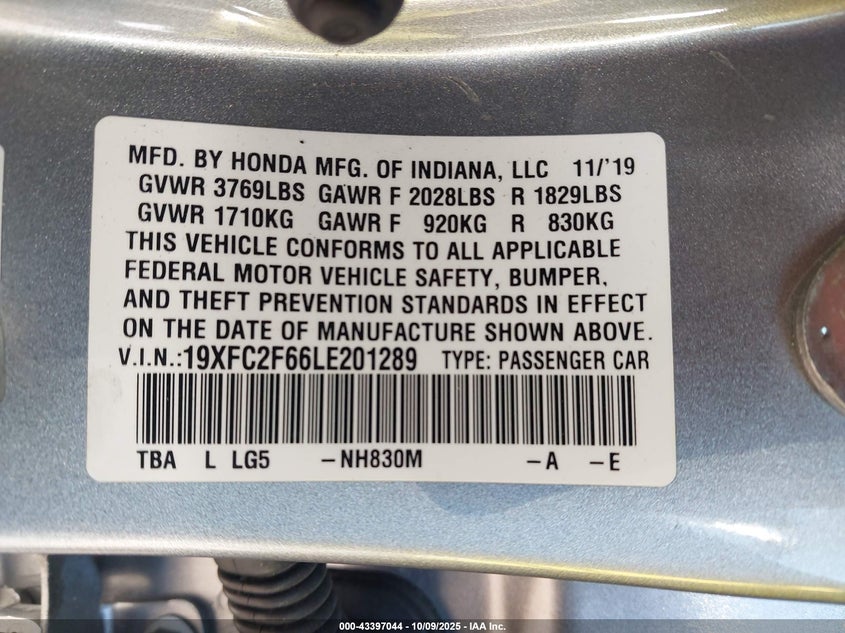 MFD. BY HONDA MFG. OF INDIANA, LLC 11/'19
GVWR 3769LBS GAWR F 2028LBS R 1829LBS
GVWR 1710KG GAWR F 920KG R 830KG
THIS VEHICLE CONFORMS TO ALL APPLICABLE
FEDERAL MOTOR VEHICLE SAFETY, BUMPER,
AND THEFT PREVENTION STANDARDS IN EFFECT
ON THE DATE OF MANUFACTURE SHOWN ABOVE.
V.I.N.:19XFC2F66LE201289 TYPE: PASSENGER CAR
TBA L LG5 –NH830M –A –E
000-43397044 | 10/09/2025 - IAA Inc.